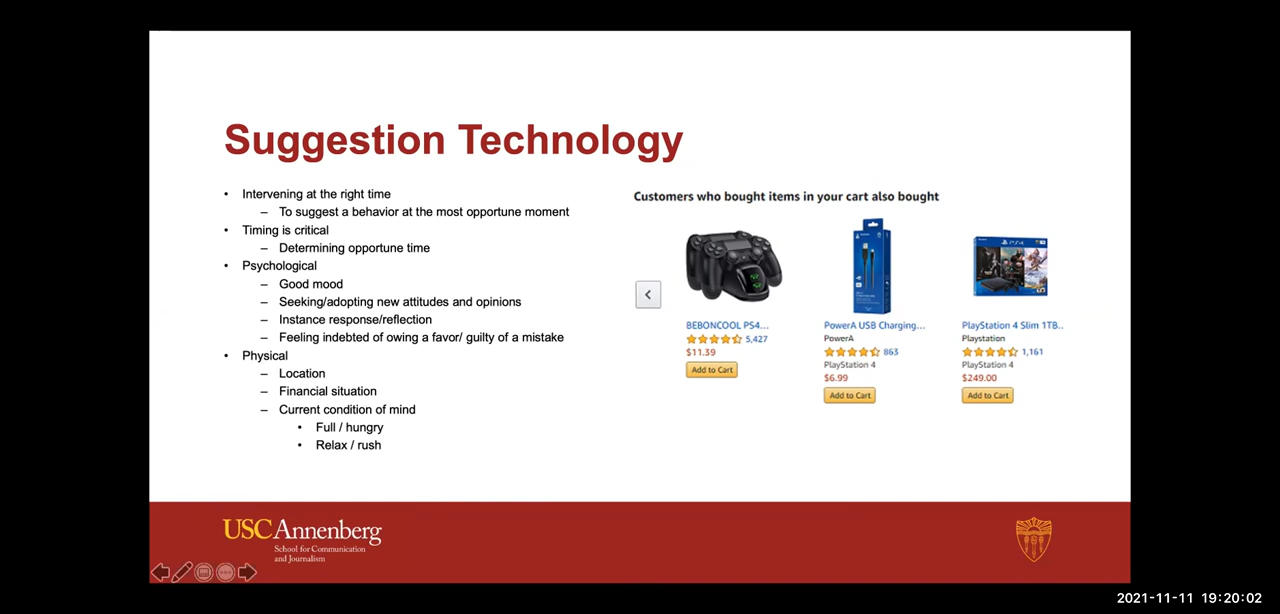 Suggestion Technology
• Intervening at the right time
– To suggest a behavior at the most opportune moment
• Timing is critical
– Determining opportune time
• Psychological
– Good mood
– Seeking/adopting new attitudes and opinions
– Instance response/reflection
– Feeling indebted of owing a favor/ guilty of a mistake
• Physical
– Location
– Financial situation
– Current condition of mind
• Full / hungry
• Relax / rush
Customers who bought items in your cart also bought
BEBONCOOL PS4...
5,427
$11.39
Add to Cart
PowerA USB Charging...
PowerA
863
PlayStation 4
$6.99
Add to Cart
PlayStation 4 Slim 1TB..
Playstation
1,161
PlayStation 4
$249.00
Add to Cart
USC Annenberg
School for Communication
and Journalism
2021-11-11 19:20:02